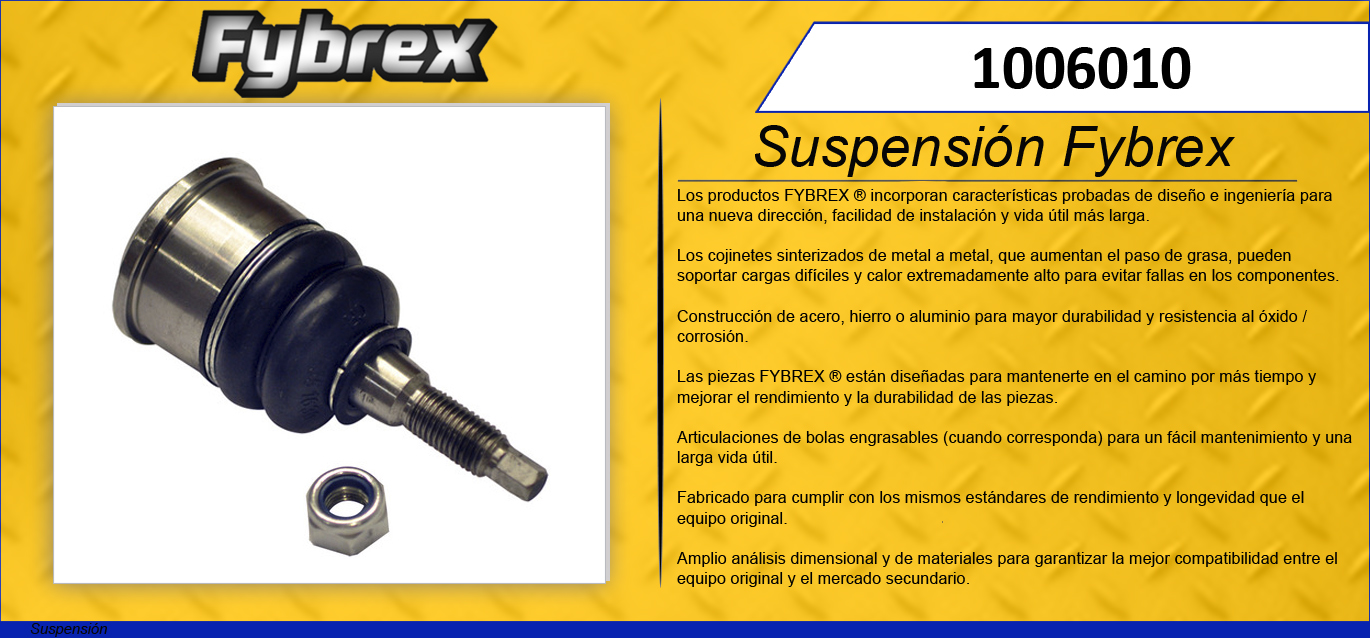 Fybrex
1006010
Suspensión Fybrex
Los productos FYBREX ® incorporan características probadas de diseño e ingeniería para
una nueva dirección, facilidad de instalación y vida útil más larga.
Los cojinetes sinterizados de metal a metal, que aumentan el paso de grasa, pueden
soportar cargas difíciles y calor extremadamente alto para evitar fallas en los componentes.
Construcción de acero, hierro o aluminio para mayor durabilidad y resistencia al óxido /
corrosión.
Las piezas FYBREX ® están diseñadas para mantenerte en el camino por más tiempo y
mejorar el rendimiento y la durabilidad de las piezas.
Articulaciones de bolas engrasables (cuando corresponda) para un fácil mantenimiento y una
larga vida útil.
Fabricado para cumplir con los mismos estándares de rendimiento y longevidad que el
equipo original.
Amplio análisis dimensional y de materiales para garantizar la mejor compatibilidad entre el
equipo original y el mercado secundario.
Suspensión